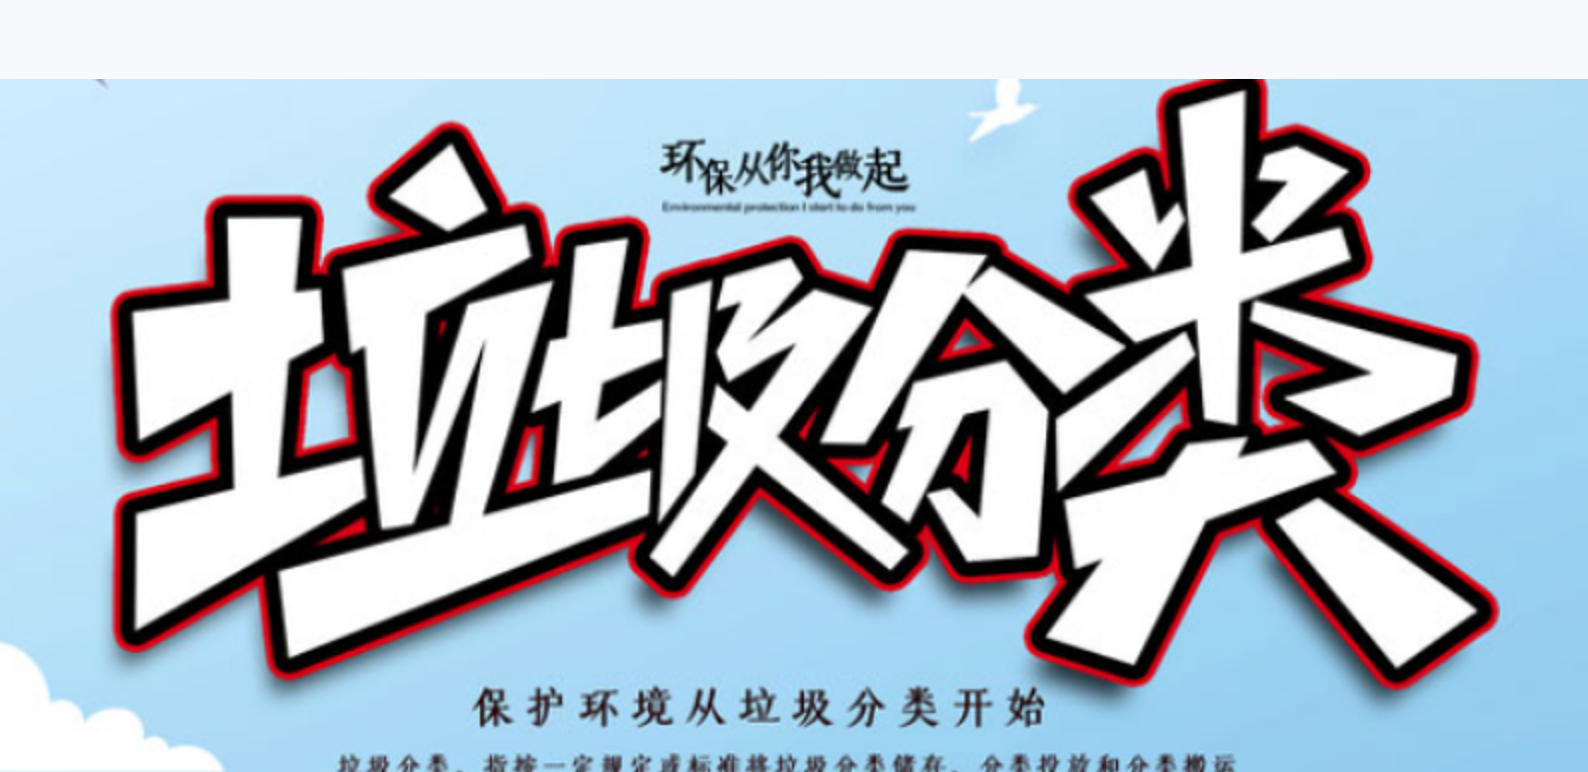 环保从你我做起
Environmental protection I start to do from you
垃圾分类
保护环境从垃圾分类开始
垃圾分类，指按一定规定或标准将垃圾分类储存、分类投放和分类搬运